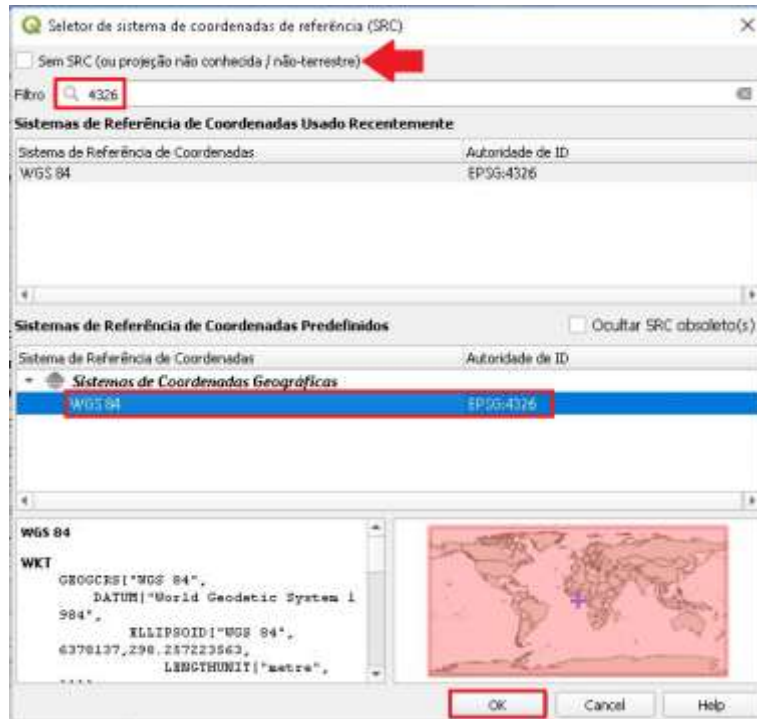 Seletor de sistema de coordenadas de referência (SRC)
Sem SRC (ou projeção não conhecida / não-terrestre)
Filtro 4326
Sistemas de Referência de Coordenadas Usado Recentemente
Sistema de Referência de Coordenadas Autoridade de ID
WGS 84 EPSG:4326
Sistemas de Referência de Coordenadas Predefinidos Ocultar SRC obsoleto(s)
Sistema de Referência de Coordenadas Autoridade de ID
Sistemas de Coordenadas Geográficas
WGS 84 EPSG:4326
WGS 84
WKT
GEOGCRS["WGS 84",
DATUM["World Geodetic System 1
984",
ELLIPSOID["WGS 84",
6378137,298.257223563,
LENGTHUNIT["metre",
OK Cancel Help